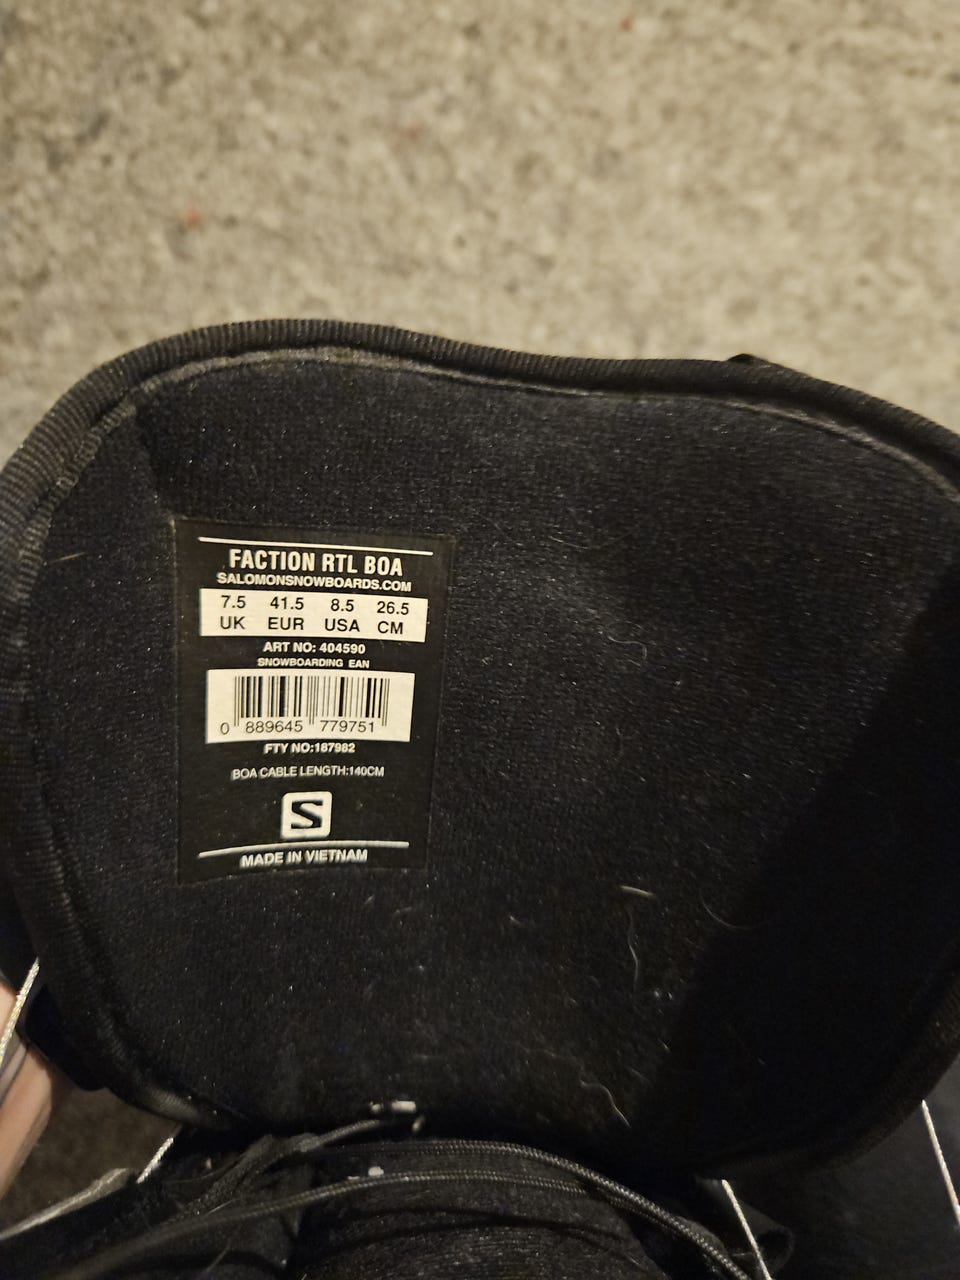 FACTION RTL BOA
SALOMONSNOWBOARDS.COM
7.5 41.5 8.5 26.5
UK EUR USA CM
ART NO: 404590
SNOWBOARDING EAN
0 889645 779751
FTY NO:187982
BOA CABLE LENGTH:140CM
S
MADE IN VIETNAM